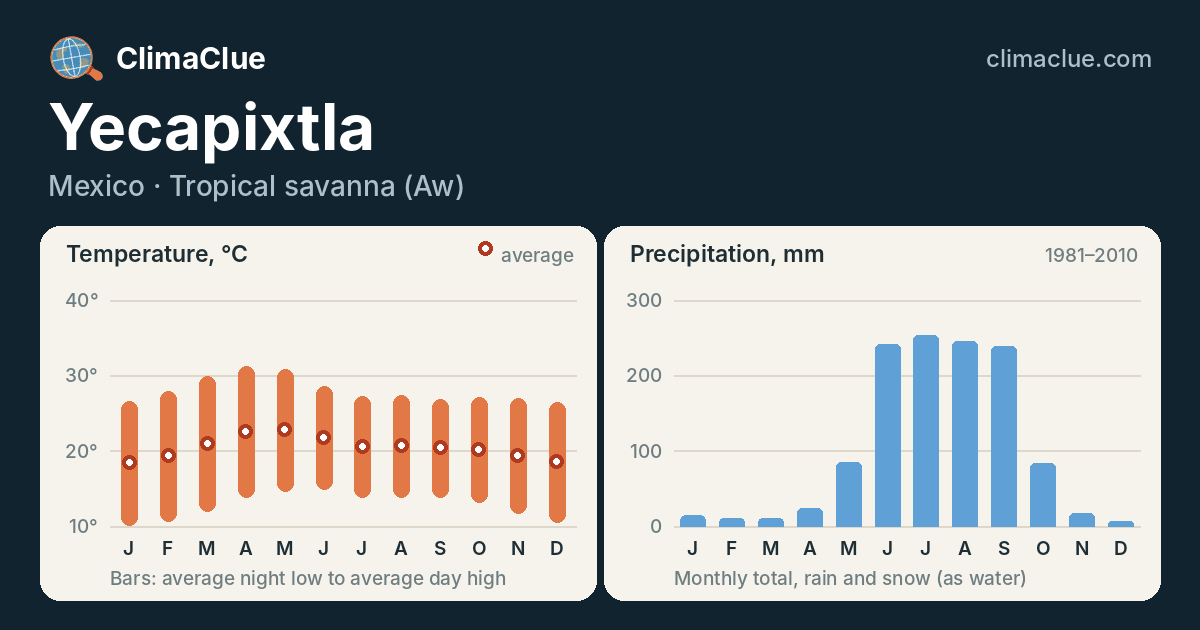 ClimaClue
climaclue.com
Yecapixtla
Mexico · Tropical savanna (Aw)
Temperature, °C
average
40°
30°
20°
10°
J F M A M J J A S O N D
Bars: average night low to average day high
Precipitation, mm
1981–2010
300
200
100
0
J F M A M J J A S O N D
Monthly total, rain and snow (as water)